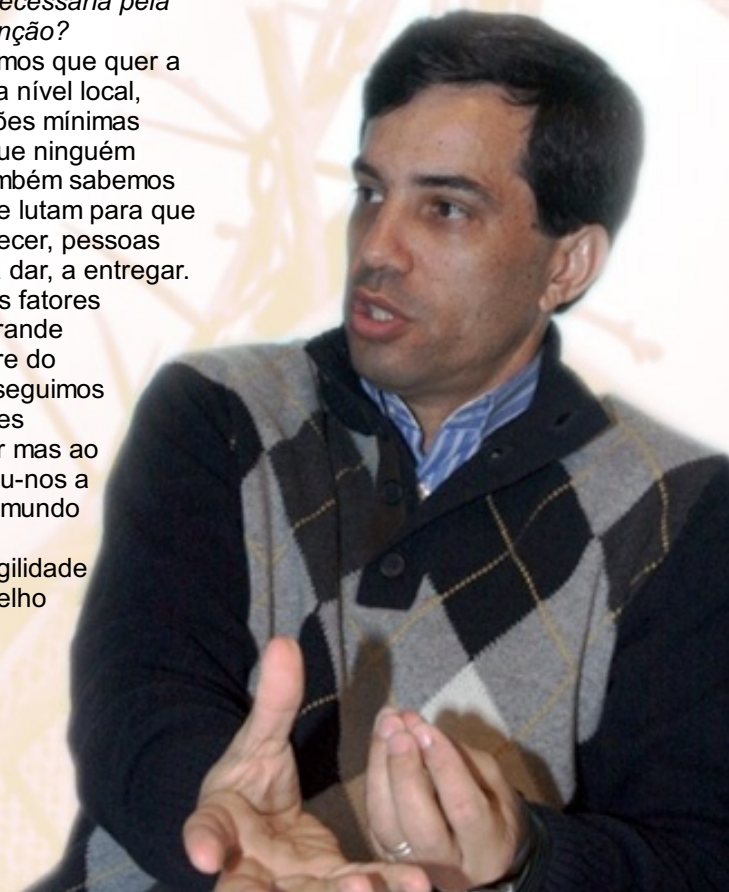 ecessária pela
nção?
mos que quer a
a nível local,
ões mínimas
ue ninguém
mbém sabemos
e lutam para que
ecer, pessoas
dar, a entregar.
s fatores
rande
re do
seguimos
es
r mas ao
u-nos a
mundo
gilidade
elho